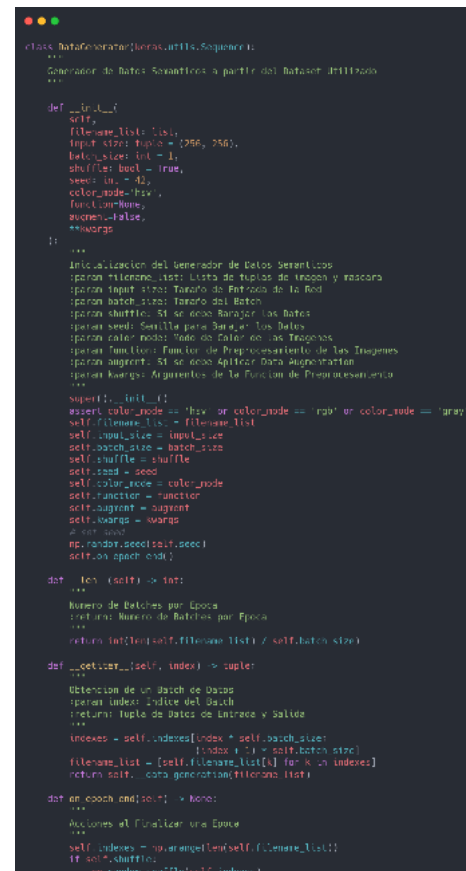 class DataGenerator(keras.utils.Sequence):
"""
Generador de Datos Semanticos a partir del Dataset Utilizado
"""
def __init__(
self,
filename_list: list,
input_size: tuple = (256, 256),
batch_size: int = 1,
shuffle: bool = True,
seed: int = 42,
color_mode='hsv',
function=None,
augment=False,
**kwargs
):
"""
Inicializacion del Generador de Datos Semanticos
:param filename_list: Lista de tuplas de imagen y mascara
:param input_size: Tamaño de Entrada de la Red
:param batch_size: Tamaño del Batch
:param shuffle: Si se debe Barajar los Datos
:param seed: Semilla para Barajar los Datos
:param color_mode: Modo de Color de las Imagenes
:param function: Funcion de Preprocesamiento de las Imagenes
:param augment: Si se debe Aplicar Data Augmentation
:param kwargs: Argumentos de la Funcion de Preprocesamiento
"""
super().__init__()
assert color_mode == 'hsv' or color_mode == 'rgb' or color_mode == 'gray
self.filename_list = filename_list
self.input_size = input_size
self.batch_size = batch_size
self.shuffle = shuffle
self.seed = seed
self.color_mode = color_mode
self.function = function
self.augment = augment
self.kwargs = kwargs
# set seed
np.random.seed(self.seed)
self.on_epoch_end()
def __len__(self) -> int:
"""
Numero de Batches por Epoca
:return: Numero de Batches por Epoca
"""
return int(len(self.filename_list) / self.batch_size)
def __getitem__(self, index) -> tuple:
"""
Obtencion de un Batch de Datos
:param index: Indice del Batch
:return: Tupla de Datos de Entrada y Salida
"""
indexes = self.indexes[index * self.batch_size:
(index + 1) * self.batch_size]
filename_list = [self.filename_list[k] for k in indexes]
return self.__data_generation(filename_list)
def on_epoch_end(self) -> None:
"""
Acciones al Finalizar una Epoca
"""
self.indexes = np.arange(len(self.filename_list))
if self.shuffle: